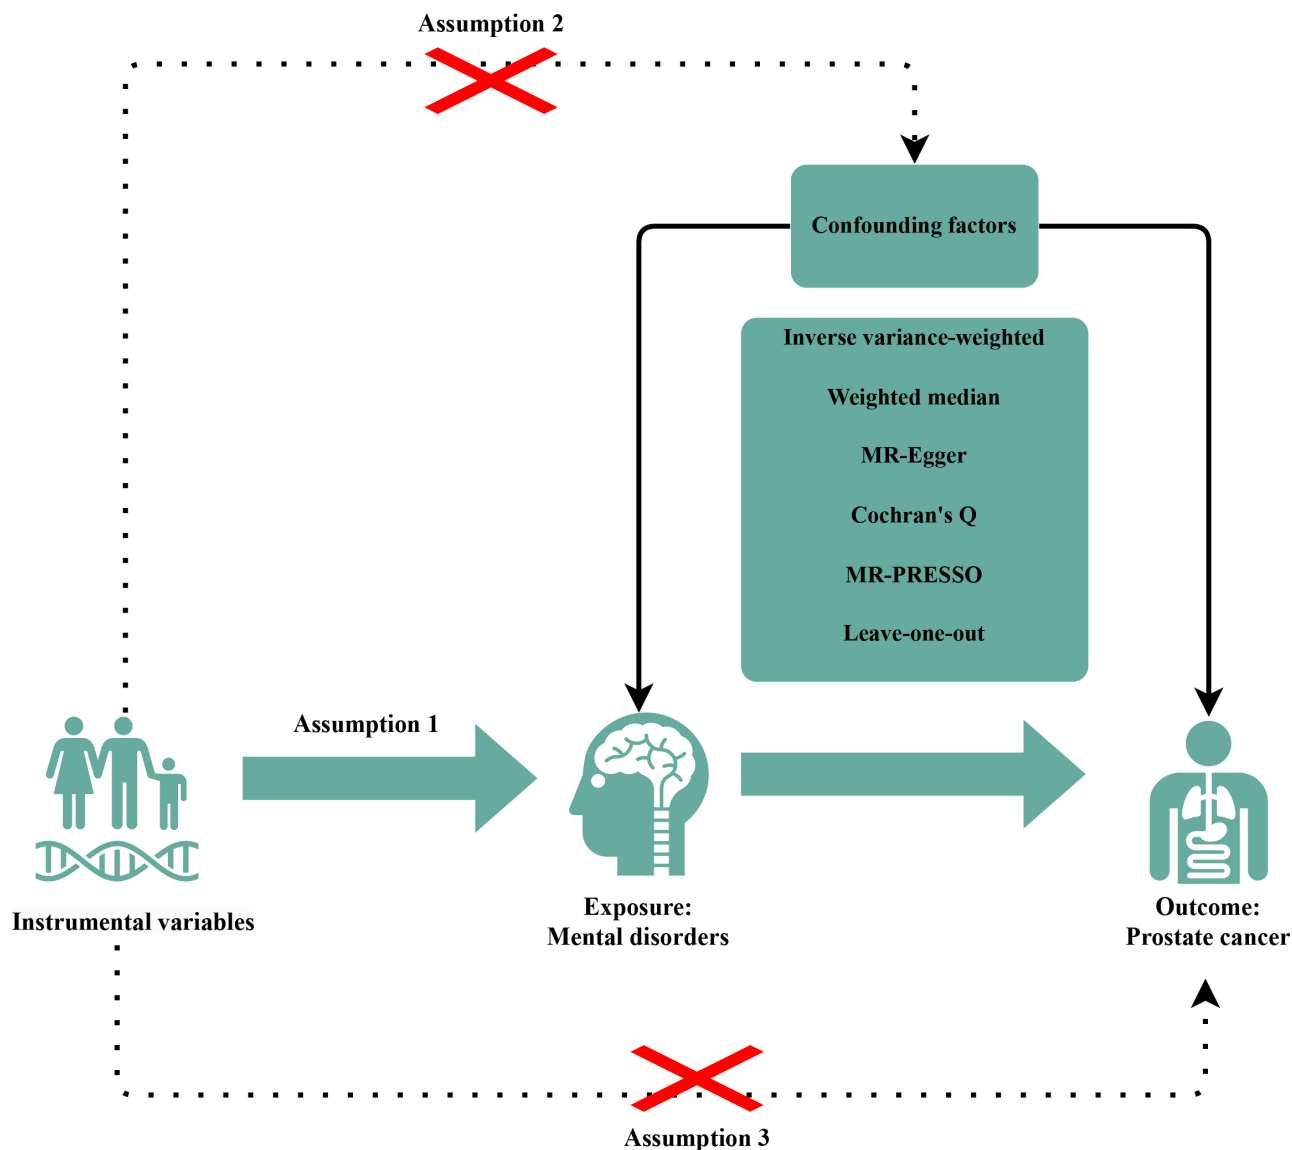 Assumption 2
Confounding factors
Inverse variance-weighted
Weighted median
MR-Egger
Cochran's Q
MR-PRESSO
Leave-one-out
Assumption 1
Instrumental variables
Exposure:
Mental disorders
Outcome:
Prostate cancer
Assumption 3